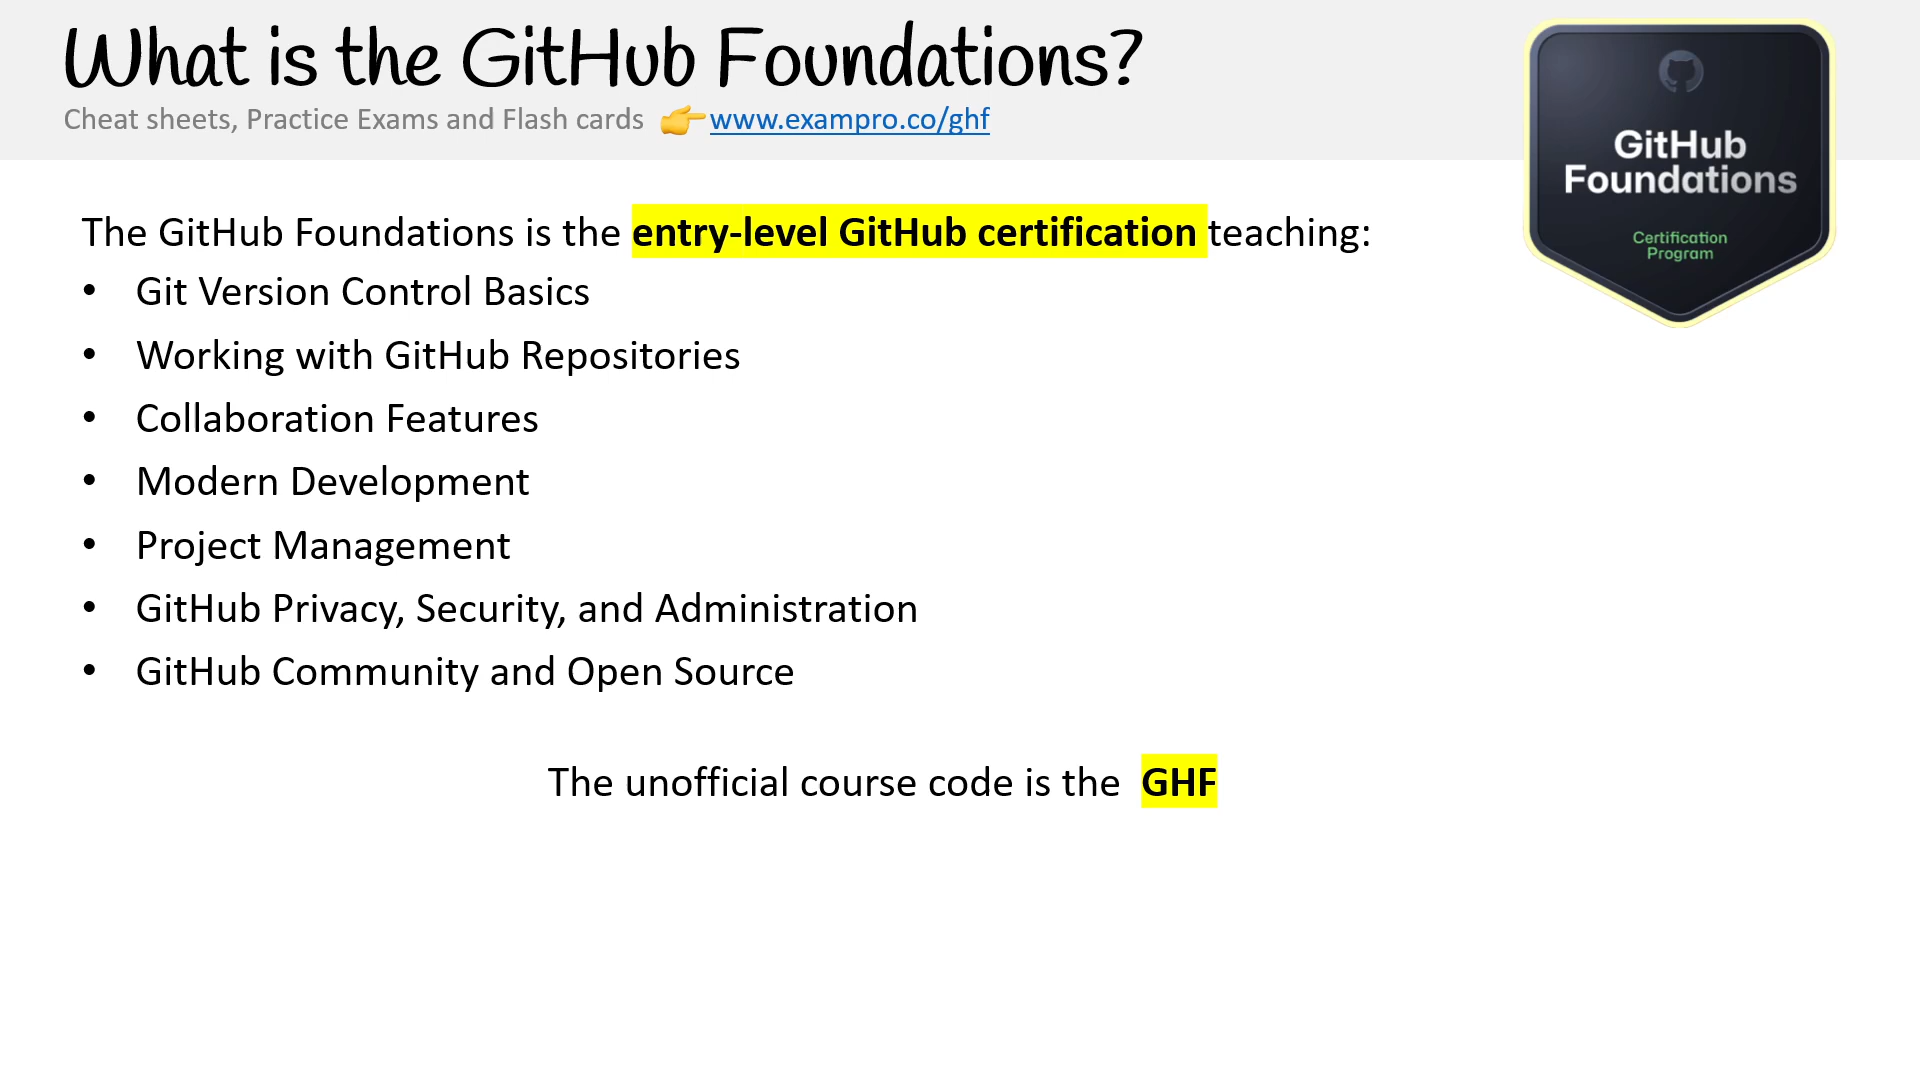 What is the GitHub Foundations?
Cheat sheets, Practice Exams and Flash cards 👉www.exampro.co/ghf
GitHub
Foundations
Certification
Program
The GitHub Foundations is the entry-level GitHub certification teaching:
• Git Version Control Basics
• Working with GitHub Repositories
• Collaboration Features
• Modern Development
• Project Management
• GitHub Privacy, Security, and Administration
• GitHub Community and Open Source
The unofficial course code is the GHF